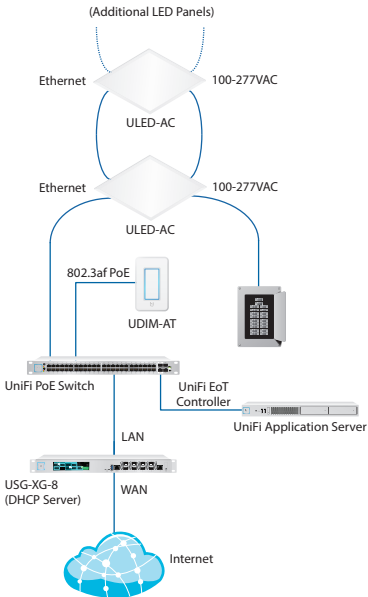 (Additional LED Panels)
Ethernet
100-277VAC
ULED-AC
Ethernet
100-277VAC
ULED-AC
802.3af PoE
UDIM-AT
UniFi PoE Switch
UniFi EoT
Controller
UniFi Application Server
LAN
USG-XG-8
(DHCP Server)
WAN
Internet